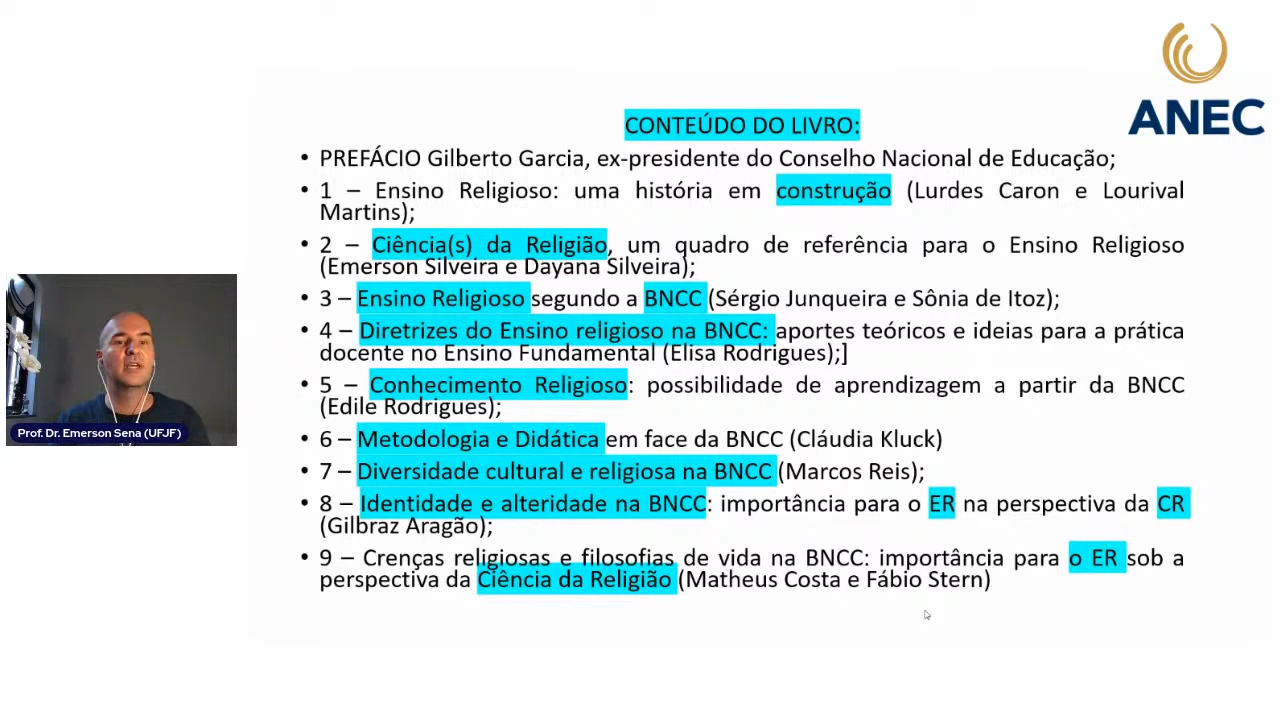 ANEC
CONTEÚDO DO LIVRO:
• PREFÁCIO Gilberto Garcia, ex-presidente do Conselho Nacional de Educação;
• 1 – Ensino Religioso: uma história em construção (Lurdes Caron e Lourival
Martins);
• 2 – Ciência(s) da Religião, um quadro de referência para o Ensino Religioso
(Emerson Silveira e Dayana Silveira);
• 3 – Ensino Religioso segundo a BNCC (Sérgio Junqueira e Sônia de Itoz);
• 4 – Diretrizes do Ensino religioso na BNCC: aportes teóricos e ideias para a prática
docente no Ensino Fundamental (Elisa Rodrigues);]
• 5 – Conhecimento Religioso: possibilidade de aprendizagem a partir da BNCC
(Edile Rodrigues);
• 6 – Metodologia e Didática em face da BNCC (Cláudia Kluck)
• 7 – Diversidade cultural e religiosa na BNCC (Marcos Reis);
• 8 – Identidade e alteridade na BNCC: importância para o ER na perspectiva da CR
(Gilbraz Aragão);
• 9 – Crenças religiosas e filosofias de vida na BNCC: importância para o ER sob a
perspectiva da Ciência da Religião (Matheus Costa e Fábio Stern)
Prof. Dr. Emerson Sena (UFJF)